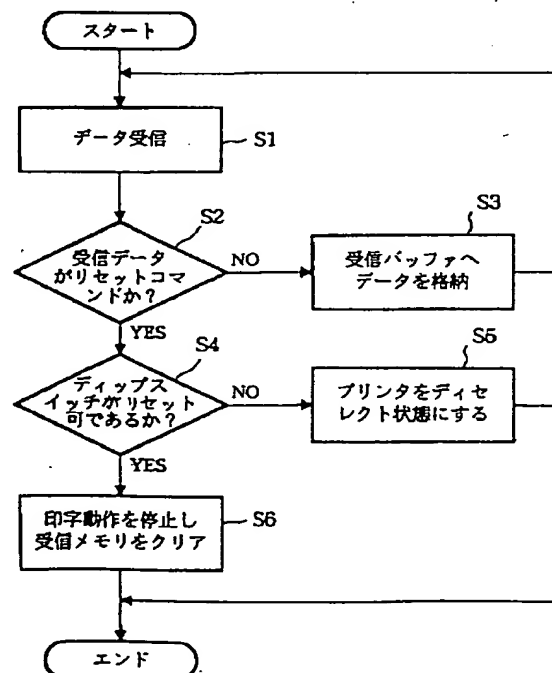 スタート
データ受信
S1
S2
受信データ
がリセットコマ
ンドか？
NO
S3
受信バッファへ
データを格納
YES
S4
ディップス
イッチがリセット
可であるか？
NO
S5
プリンタをディセ
レクト状態にする
YES
印字動作を停止し
受信メモリをクリア
S6
エンド